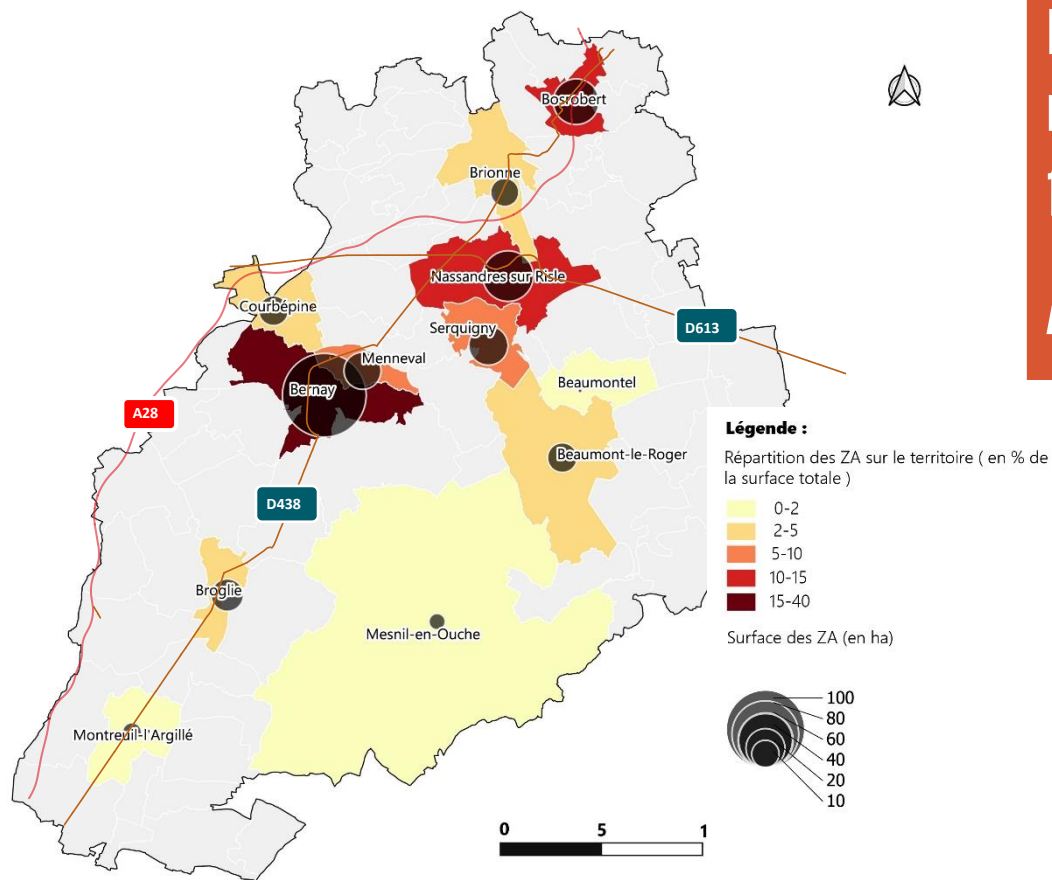 Bosrobert
Brionne
Nassandres sur Risle
Courbépine
Serquigny
D613
Menneval
Beaumontel
Bernay
A28
Beaumont-le-Roger
D438
Broglie
Mesnil-en-Ouche
Montreuil-l'Argillé
Légende :
Répartition des ZA sur le territoire ( en % de
la surface totale )
0-2
2-5
5-10
10-15
15-40
Surface des ZA (en ha)
100
80
60
40
20
10
0 5 1